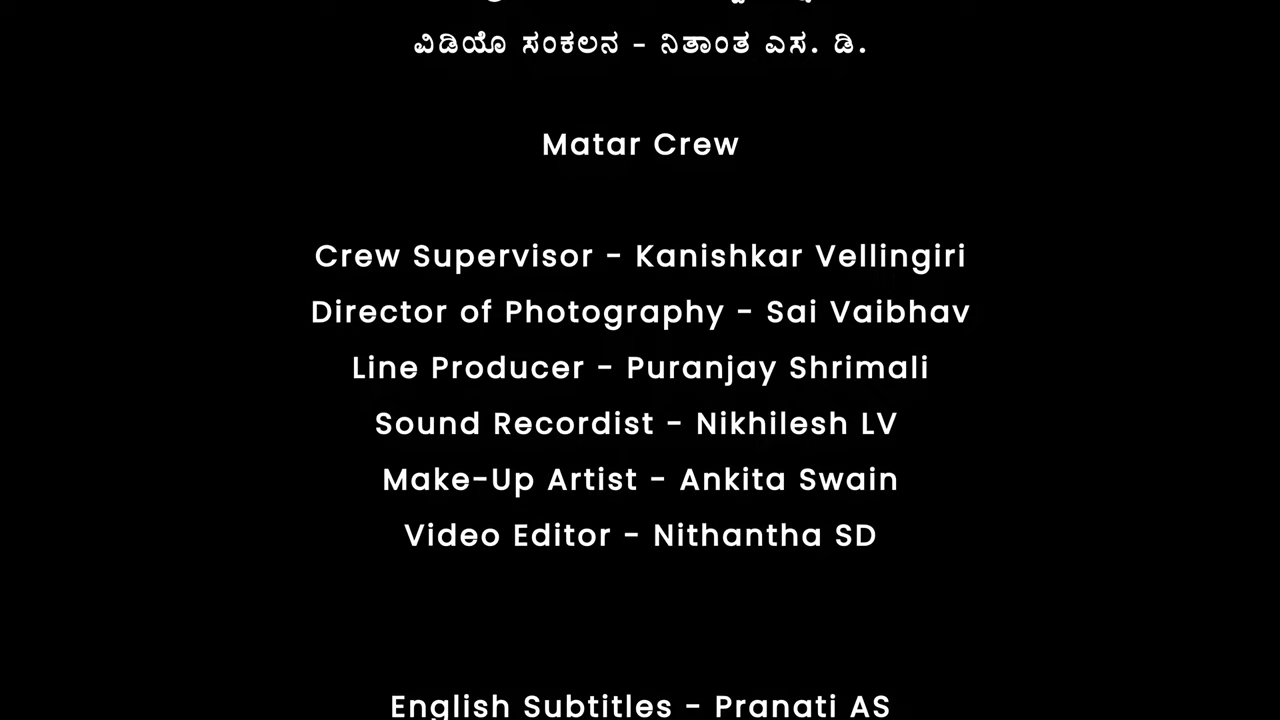 ವಿಡಿಯೊ ಸಂಕಲನ - ನಿತಾಂತ ಎಸ. ಡಿ.
Matar Crew
Crew Supervisor - Kanishkar Vellingiri
Director of Photography - Sai Vaibhav
Line Producer - Puranjay Shrimali
Sound Recordist - Nikhilesh LV
Make-Up Artist - Ankita Swain
Video Editor - Nithantha SD
English Subtitles - Pranati AS